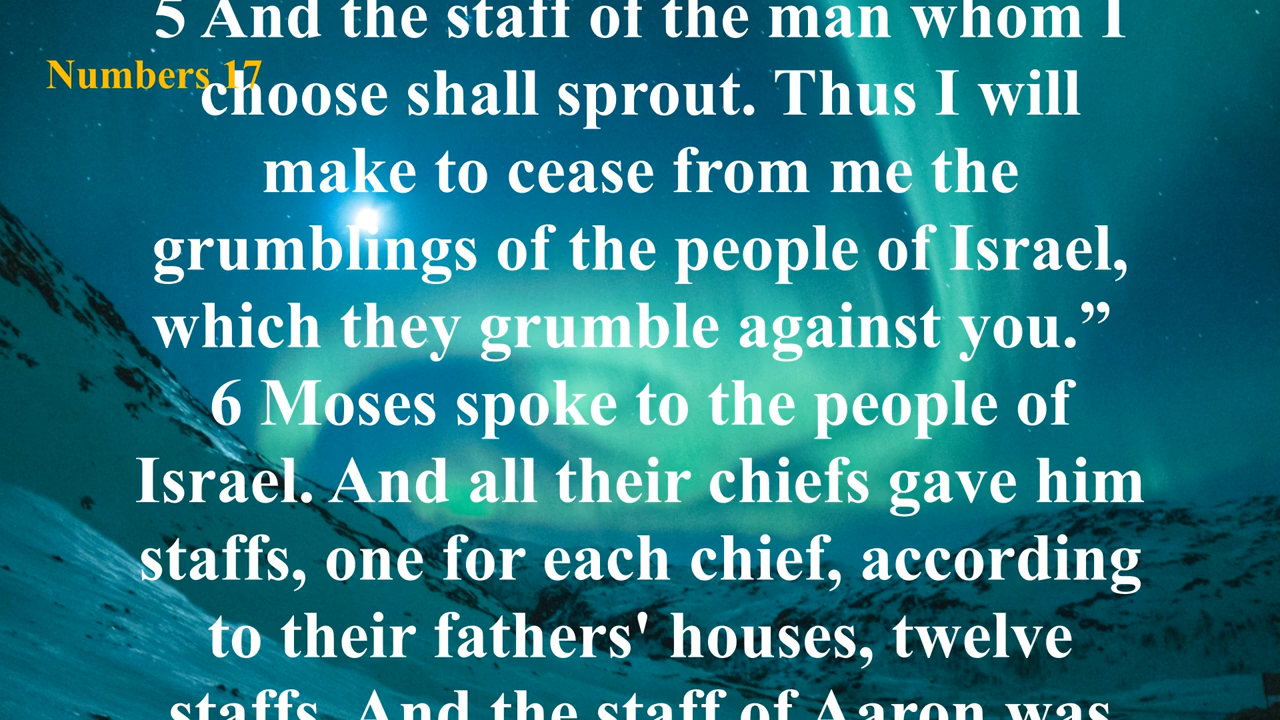 5 And the staff of the man whom I
Numbers 17
choose shall sprout. Thus I will
make to cease from me the
grumblings of the people of Israel,
which they grumble against you.”
6 Moses spoke to the people of
Israel. And all their chiefs gave him
staffs, one for each chief, according
to their fathers' houses, twelve
staffs. And the staff of Aaron was